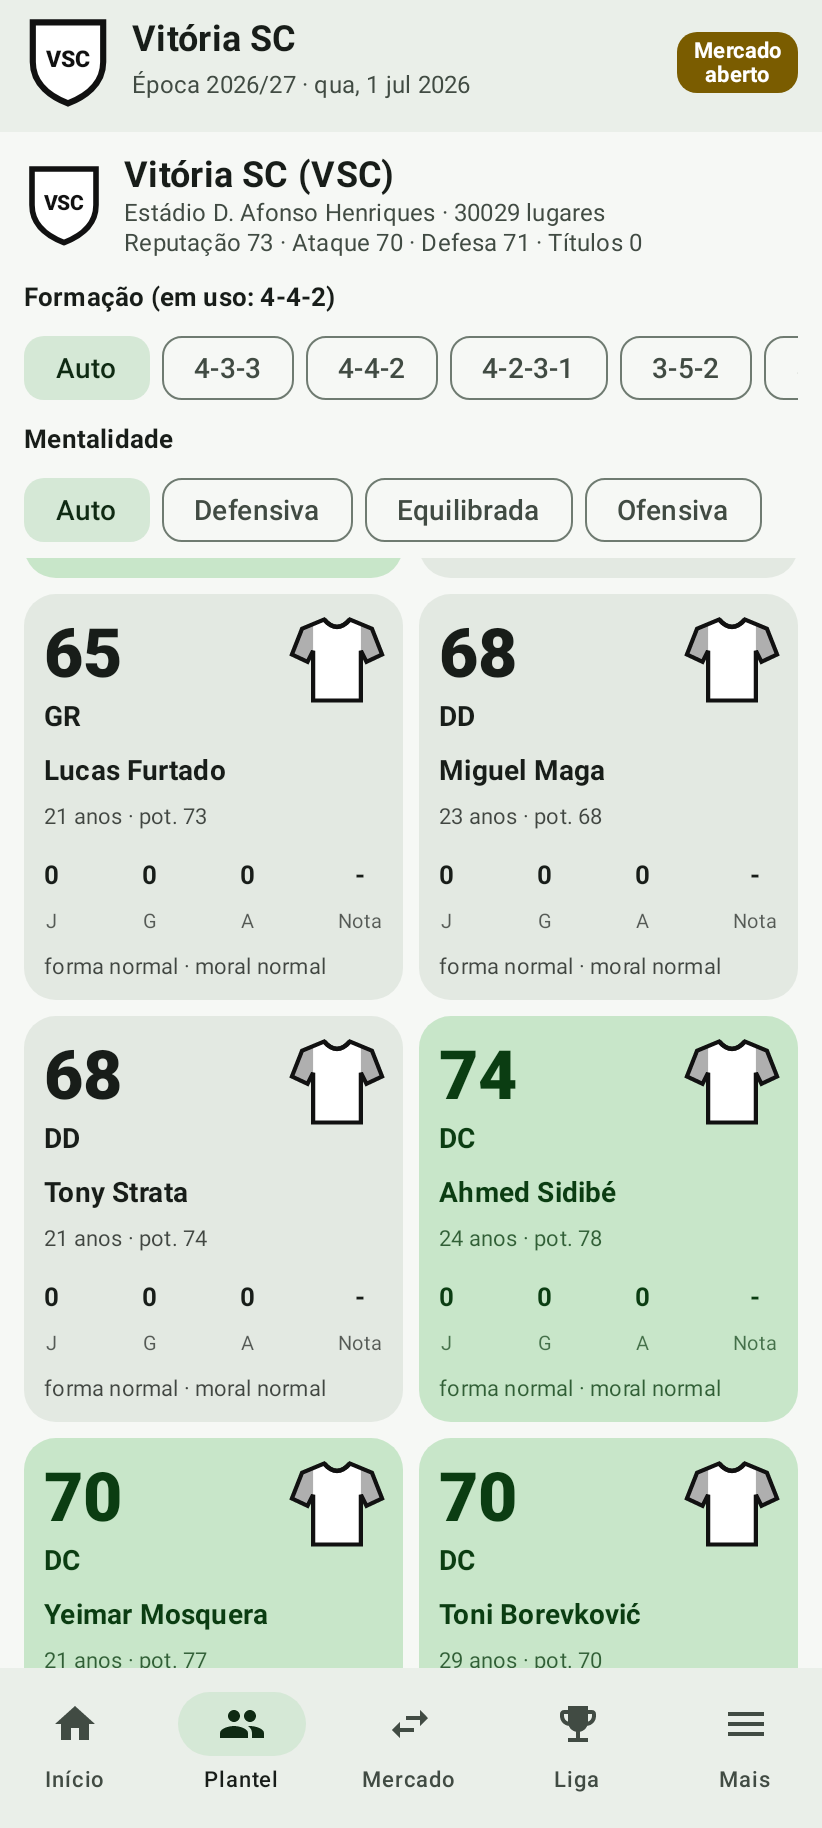 VSC
Vitória SC
Época 2026/27 · qua, 1 jul 2026
Mercado
aberto
VSC
Vitória SC (VSC)
Estádio D. Afonso Henriques · 30029 lugares
Reputação 73 · Ataque 70 · Defesa 71 · Títulos 0
Formação (em uso: 4-4-2)
Auto 4-3-3 4-4-2 4-2-3-1 3-5-2
Mentalidade
Auto Defensiva Equilibrada Ofensiva
65
GR
Lucas Furtado
21 anos · pot. 73
0 0 0 -
J G A Nota
forma normal · moral normal
68
DD
Miguel Maga
23 anos · pot. 68
0 0 0 -
J G A Nota
forma normal · moral normal
68
DD
Tony Strata
21 anos · pot. 74
0 0 0 -
J G A Nota
forma normal · moral normal
74
DC
Ahmed Sidibé
24 anos · pot. 78
0 0 0 -
J G A Nota
forma normal · moral normal
70
DC
Yeimar Mosquera
21 anos · pot. 77
70
DC
Toni Borevković
29 anos · pot. 70
Início Plantel Mercado Liga Mais